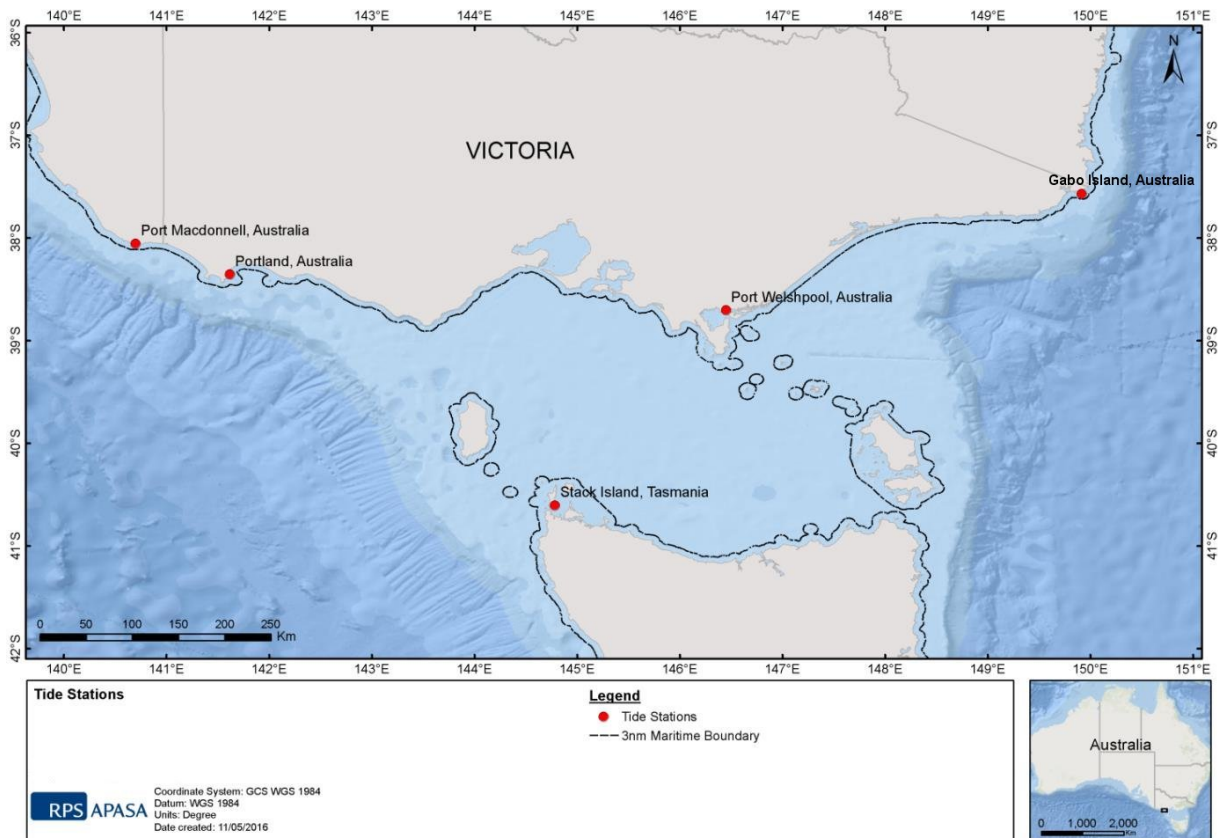 140°E 141°E 142°E 143°E 144°E 145°E 146°E 147°E 148°E 149°E 150°E 151°E
36°S
N
37°S 37°S
VICTORIA
Gabo Island, Australia
Port Macdonnell, Australia
38°S 38°S
Portland, Australia
Port Welshpool, Australia
39°S 39°S
40°S 40°S
Stack Island, Tasmania
41°S 41°S
0 50 100 150 200 250
Km
42°S 42°S
140°E 141°E 142°E 143°E 144°E 145°E 146°E 147°E 148°E 149°E 150°E 151°E
Tide Stations
Legend
Tide Stations
3nm Maritime Boundary
RPS APASA
Coordinate System: GCS WGS 1984
Datum: WGS 1984
Units: Degree
Date created: 11/05/2016
Australia
0 1,000 2,000
Km